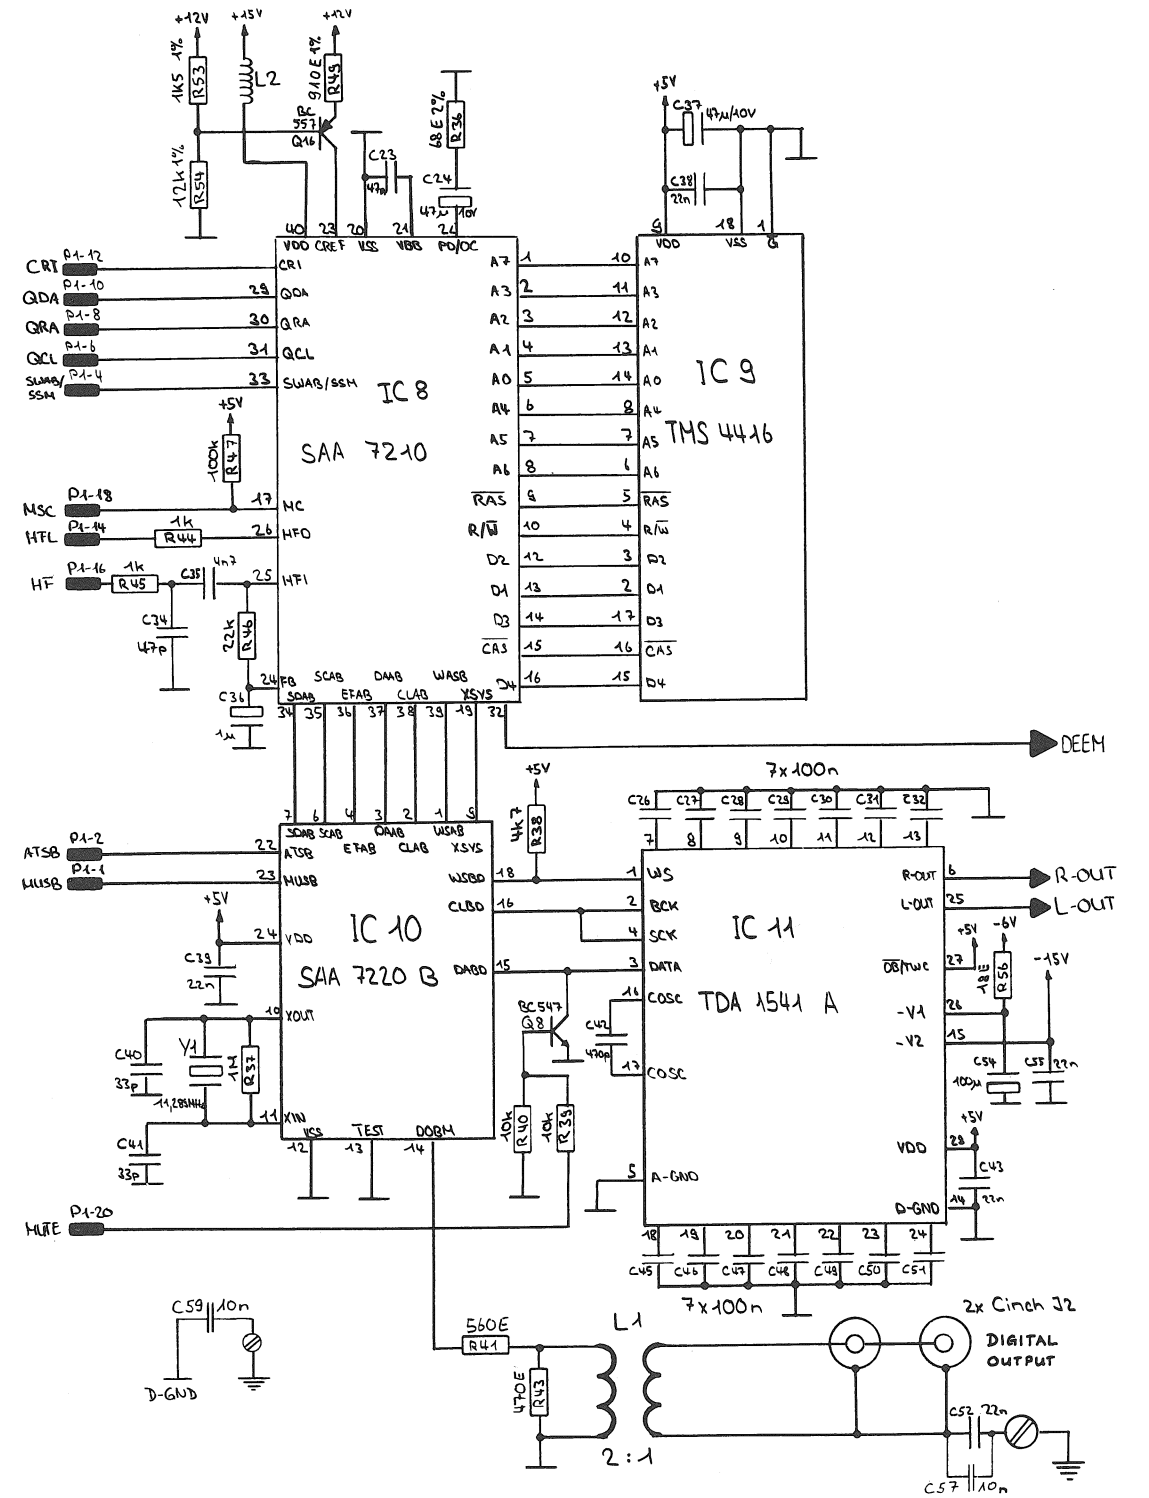 +12V +15V +12V
1K5 1% R53
L2
910E 1% R49
BC 557 Q16
12K 1% R54
C23 47n
68E 2% R36
C24 47µ 10V
+5V
C37 47µ/10V
C38 22n
40 23 20 21 22
VDD CREF VSS VBB PD/OC
9 18 1
VDD VSS G
CRI P1-12 CRI
QDA P1-10 29 QDA
QRA P1-8 30 QRA
QCL P1-6 31 QCL
SWAB/SSM P1-4 33 SWAB/SSM
IC 8
SAA 7210
IC 9
TMS 4416
A7 1 10 A7
A3 2 11 A3
A2 3 12 A2
A1 4 13 A1
A0 5 14 A0
A4 6 8 A4
A5 7 7 A5
A6 8 6 A6
RAS 9 5 RAS
R/W 10 4 R/W
D2 12 3 D2
D1 13 2 D1
D3 14 17 D3
CAS 15 16 CAS
D4 16 15 D4
+5V
100K R47
MSC P1-18 17 MC
HFL P1-14 1K R44 26 HFD
HF P1-16 1K R45 C35 4n7 25 HFI
C34 47p
22K R46
24 FB
C36 1µ
SDAB SCAB EFAB DAAB CLAB WASB XSYS
34 35 36 37 38 39 19 32
DEEM
7 6 4 3 2 1 9
SDAB SCAB EFAB DAAB CLAB WSAB XSYS
+5V
4K7 R38
ATSB P1-2 22 ATSB
MUSB P1-1 23 MUSB
+5V
24 VDD
C39 22n
IC 10
SAA 7220 B
WSBD 18 1 WS
CLBD 16 2 BCK
4 SCK
DABD 15 3 DATA
10 XOUT
C40 33p
Y1 11,289MHz
1M R37
11 XIN
C41 33p
VSS TEST DOBM
12 13 14
BC547 Q8
10K R40
10K R39
MUTE P1-20
7x100n
C26 C27 C28 C29 C30 C31 C32
7 8 9 10 11 12 13
IC 11
TDA 1541 A
16 COSC
C42 470p
17 COSC
5 A-GND
R-OUT 6 R-OUT
L-OUT 25 L-OUT
OB/TWC 27 +5V
-6V
18E R56
-15V
-V1 26
-V2 15
C54 100µ
C55 22n
+5V
VDD 28
C43 22n
D-GND 14
18 19 20 21 22 23 24
C45 C46 C47 C48 C49 C50 C51
7x100n
C59 10n
D-GND
560E R41
470E R43
L1
2:1
2x Cinch J2
DIGITAL
OUTPUT
C52 22n
C57 10n